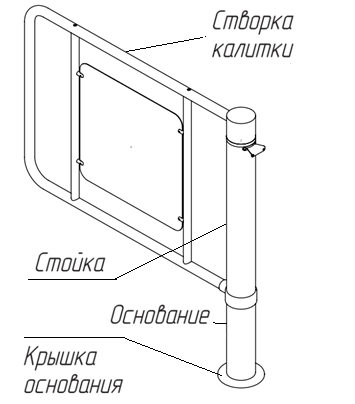 Створка
калитки
Стойка
Основание
Крышка
основания